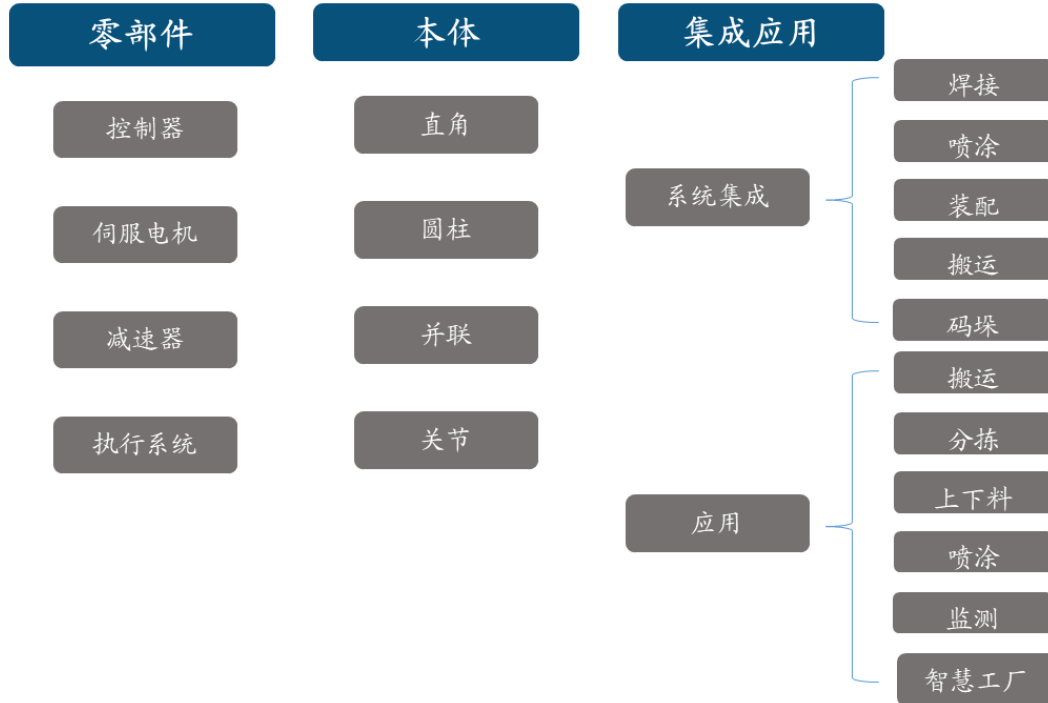 零部件
本体
集成应用
控制器
伺服电机
减速器
执行系统
直角
圆柱
并联
关节
系统集成
焊接
喷涂
装配
搬运
码垛
应用
搬运
分拣
上下料
喷涂
监测
智慧工厂